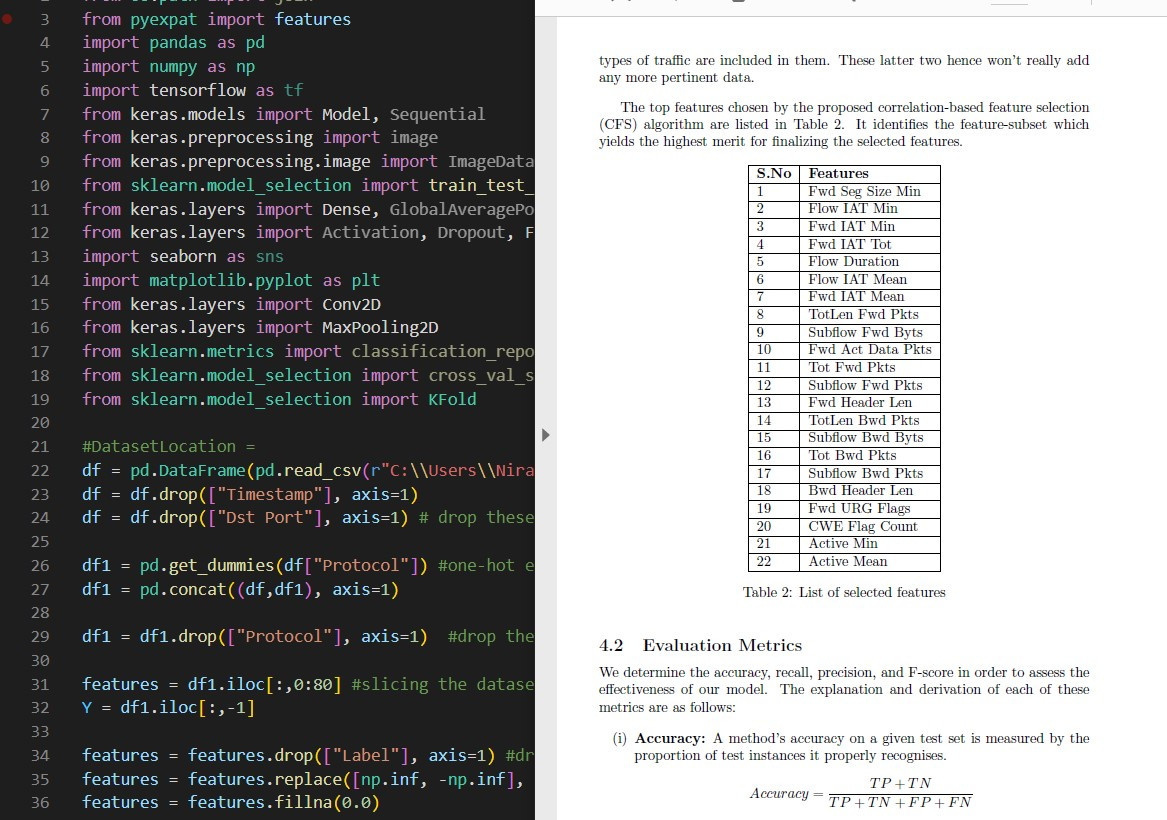 3 from pyexpat import features
4 import pandas as pd
5 import numpy as np
6 import tensorflow as tf
7 from keras.models import Model, Sequential
8 from keras.preprocessing import image
9 from keras.preprocessing.image import ImageData
10 from sklearn.model_selection import train_test_
11 from keras.layers import Dense, GlobalAveragePo
12 from keras.layers import Activation, Dropout, F
13 import seaborn as sns
14 import matplotlib.pyplot as plt
15 from keras.layers import Conv2D
16 from keras.layers import MaxPooling2D
17 from sklearn.metrics import classification_repo
18 from sklearn.model_selection import cross_val_s
19 from sklearn.model_selection import KFold
20
21 #DatasetLocation =
22 df = pd.DataFrame(pd.read_csv(r"C:\\Users\\Nira
23 df = df.drop(["Timestamp"], axis=1)
24 df = df.drop(["Dst Port"], axis=1) # drop these
25
26 df1 = pd.get_dummies(df["Protocol"]) #one-hot e
27 df1 = pd.concat((df,df1), axis=1)
28
29 df1 = df1.drop(["Protocol"], axis=1)  #drop the
30
31 features = df1.iloc[:,0:80] #slicing the datase
32 Y = df1.iloc[:,-1]
33
34 features = features.drop(["Label"], axis=1) #dr
35 features = features.replace([np.inf, -np.inf],
36 features = features.fillna(0.0)
types of traffic are included in them. These latter two hence won't really add
any more pertinent data.
The top features chosen by the proposed correlation-based feature selection
(CFS) algorithm are listed in Table 2. It identifies the feature-subset which
yields the highest merit for finalizing the selected features.
S.No Features
1 Fwd Seg Size Min
2 Flow IAT Min
3 Fwd IAT Min
4 Fwd IAT Tot
5 Flow Duration
6 Flow IAT Mean
7 Fwd IAT Mean
8 TotLen Fwd Pkts
9 Subflow Fwd Byts
10 Fwd Act Data Pkts
11 Tot Fwd Pkts
12 Subflow Fwd Pkts
13 Fwd Header Len
14 TotLen Bwd Pkts
15 Subflow Bwd Byts
16 Tot Bwd Pkts
17 Subflow Bwd Pkts
18 Bwd Header Len
19 Fwd URG Flags
20 CWE Flag Count
21 Active Min
22 Active Mean
Table 2: List of selected features
4.2 Evaluation Metrics
We determine the accuracy, recall, precision, and F-score in order to assess the
effectiveness of our model. The explanation and derivation of each of these
metrics are as follows:
(i) Accuracy: A method's accuracy on a given test set is measured by the
proportion of test instances it properly recognises.
TP + TN
Accuracy =
TP + TN + FP + FN